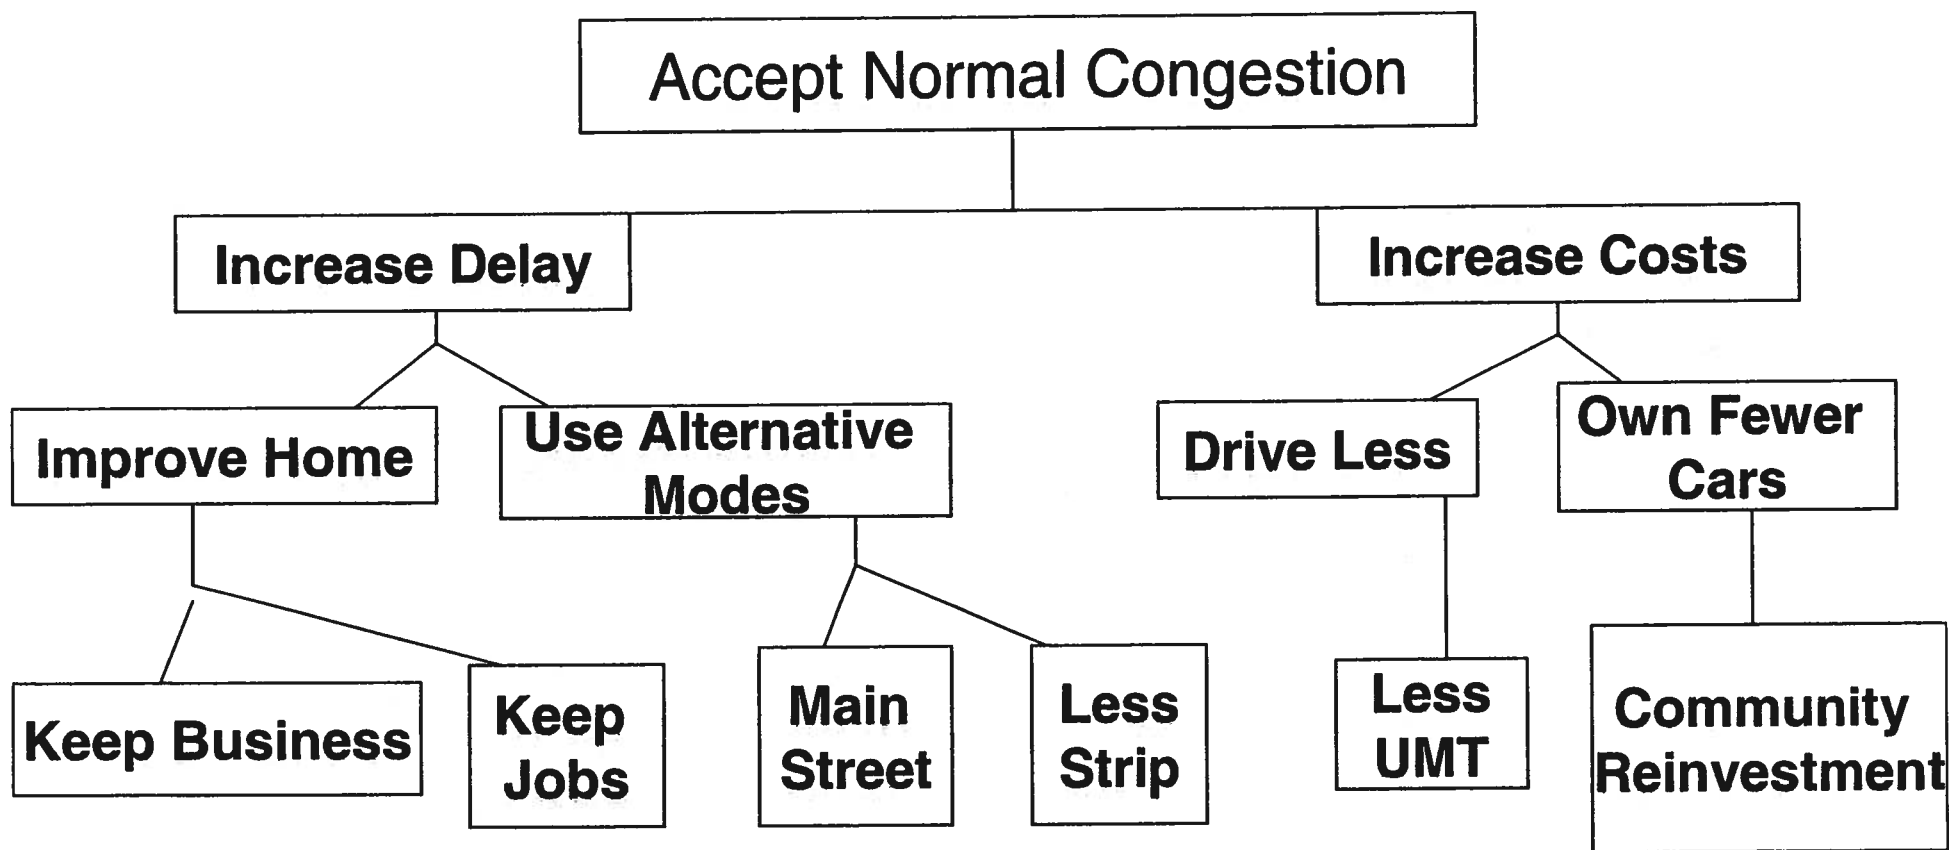 Accept Normal Congestion
Increase Delay
Increase Costs
Improve Home
Use Alternative
Modes
Drive Less
Own Fewer
Cars
Keep Business
Keep
Jobs
Main
Street
Less
Strip
Less
UMT
Community
Reinvestment